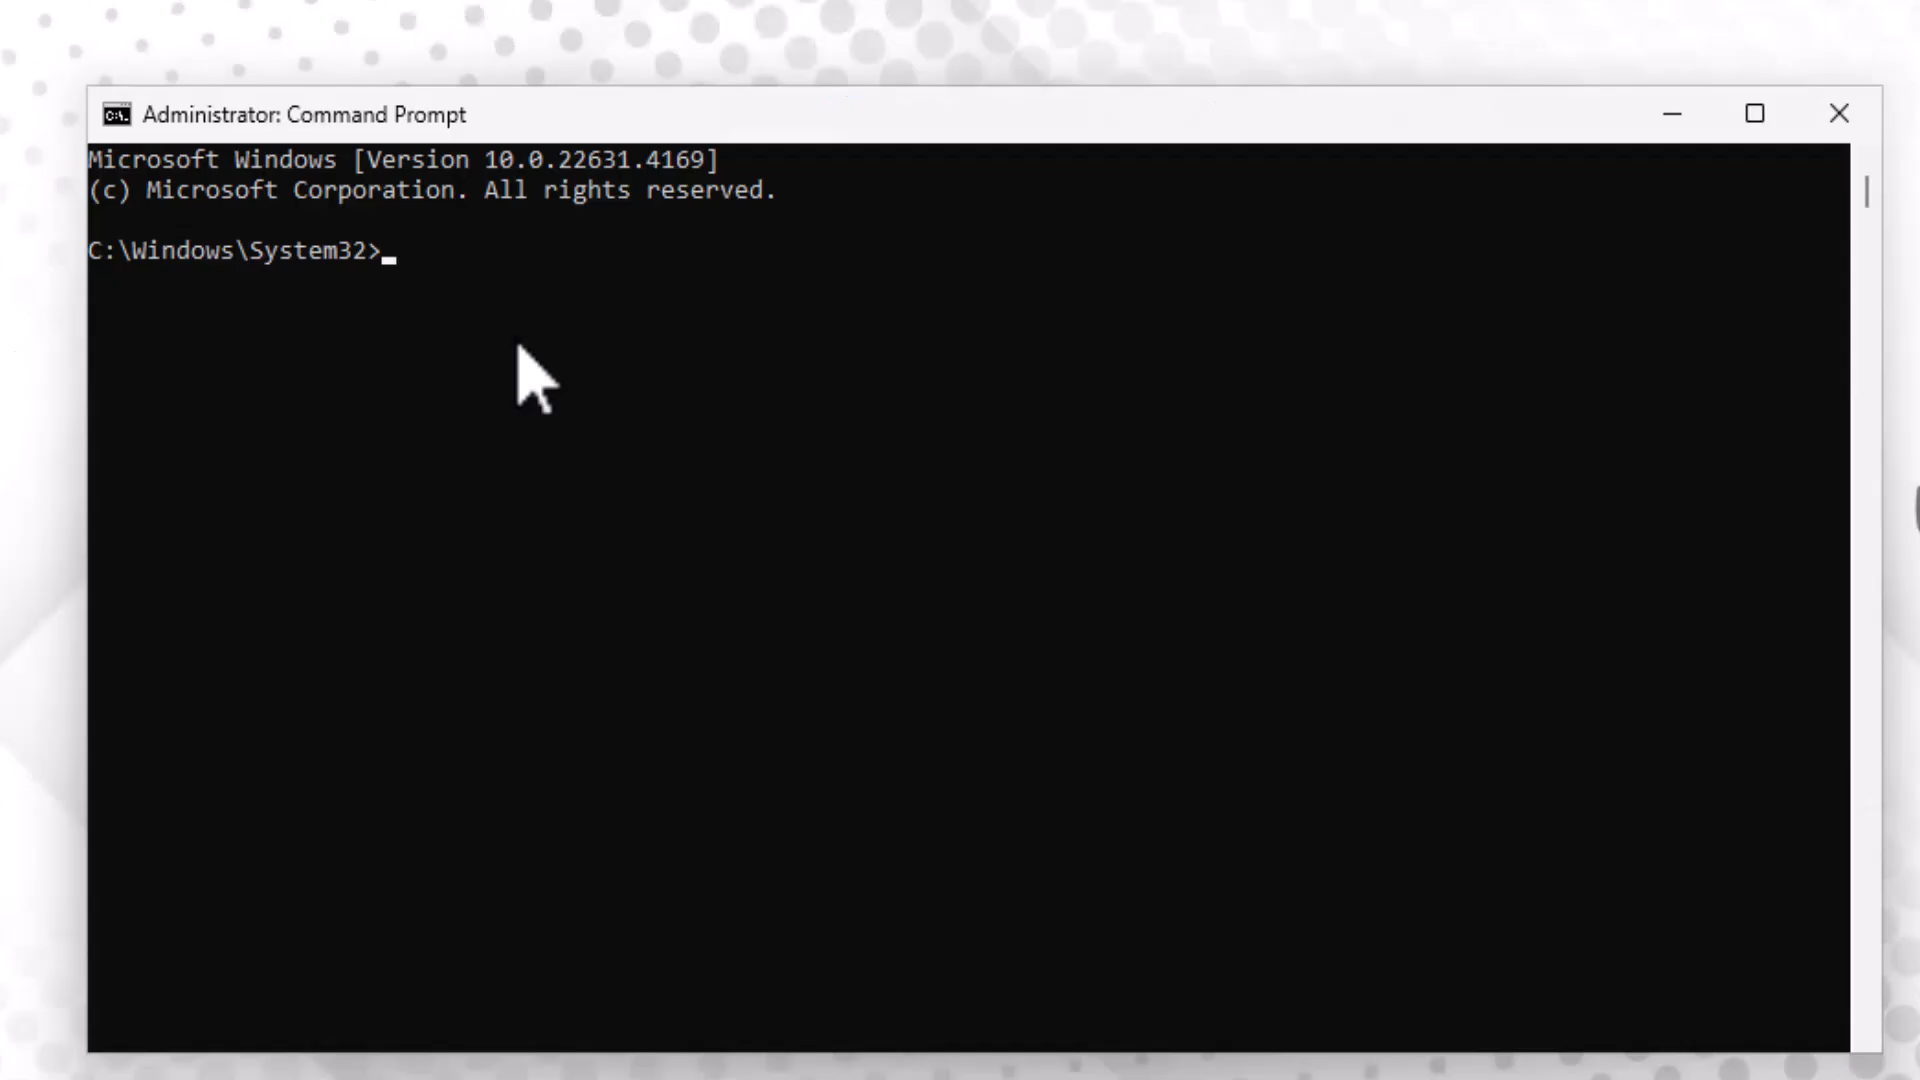 Administrator: Command Prompt
Microsoft Windows [Version 10.0.22631.4169]
(c) Microsoft Corporation. All rights reserved.
C:\Windows\System32>